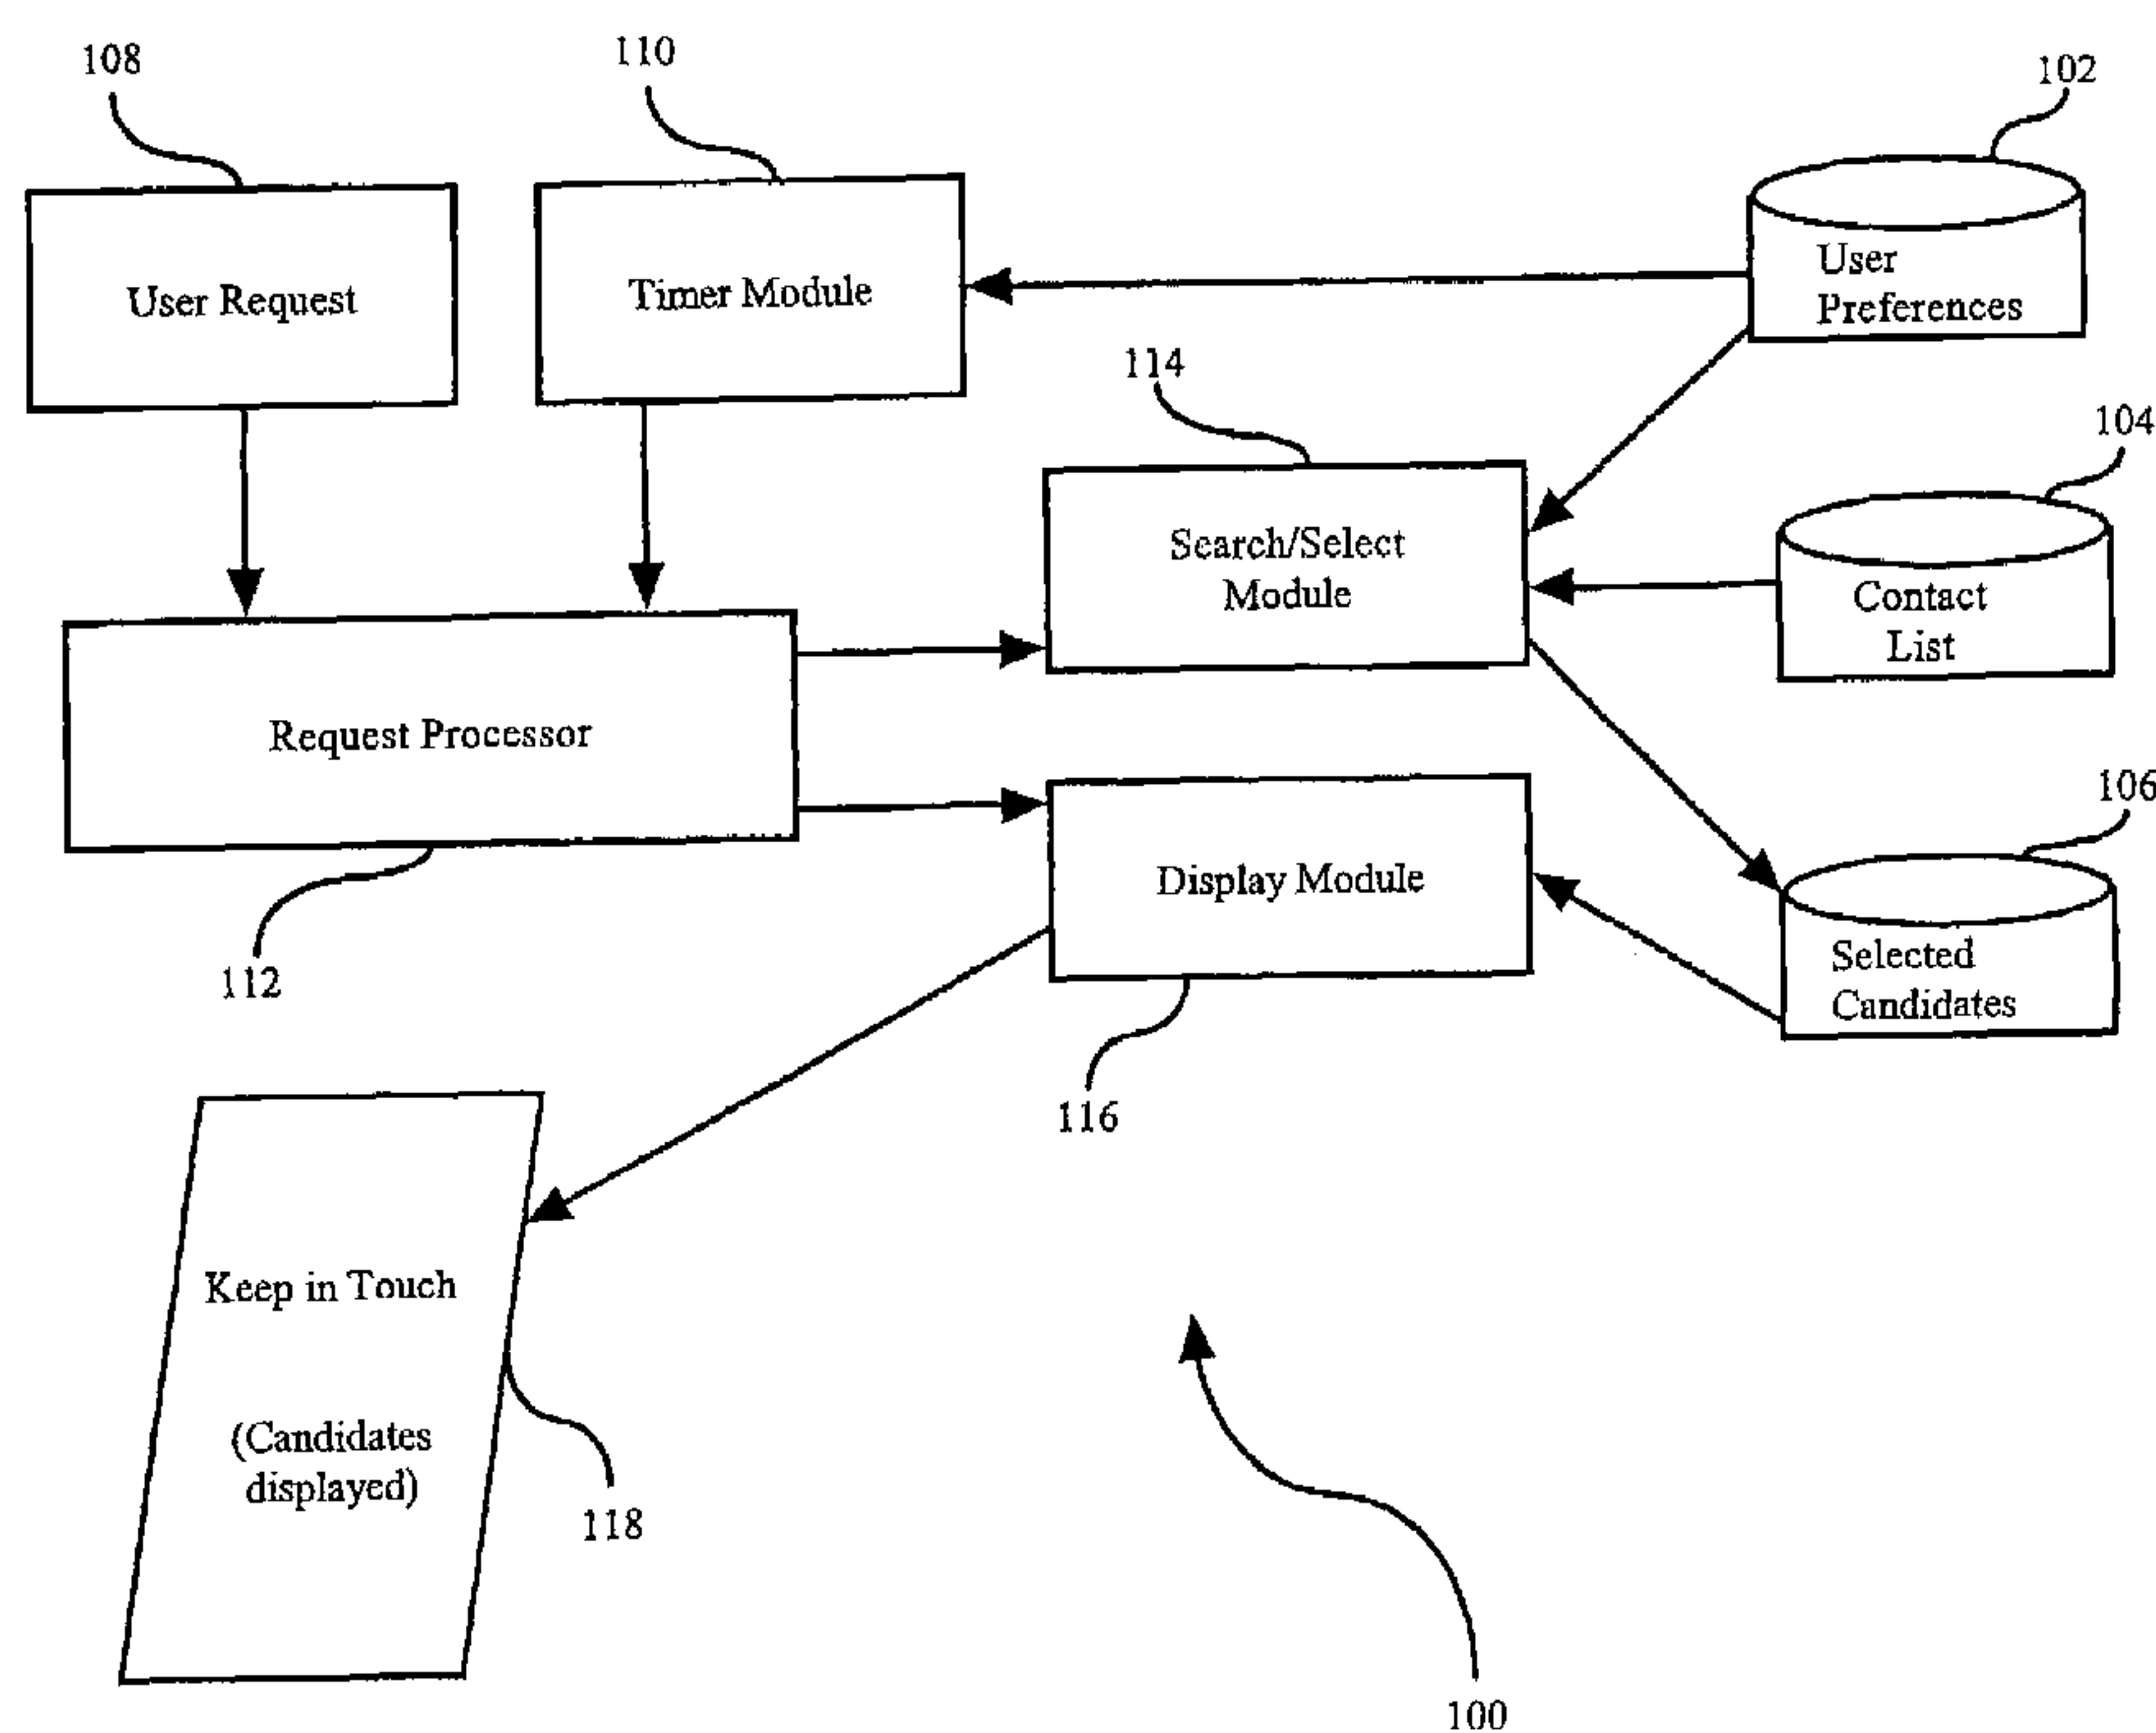 108
110
102
User Request
Timer Module
User
Preferences
114
104
Search/Select
Module
Contact
List
Request Processor
106
Display Module
Selected
Candidates
112
116
Keep in Touch
(Candidates
displayed)
118
100